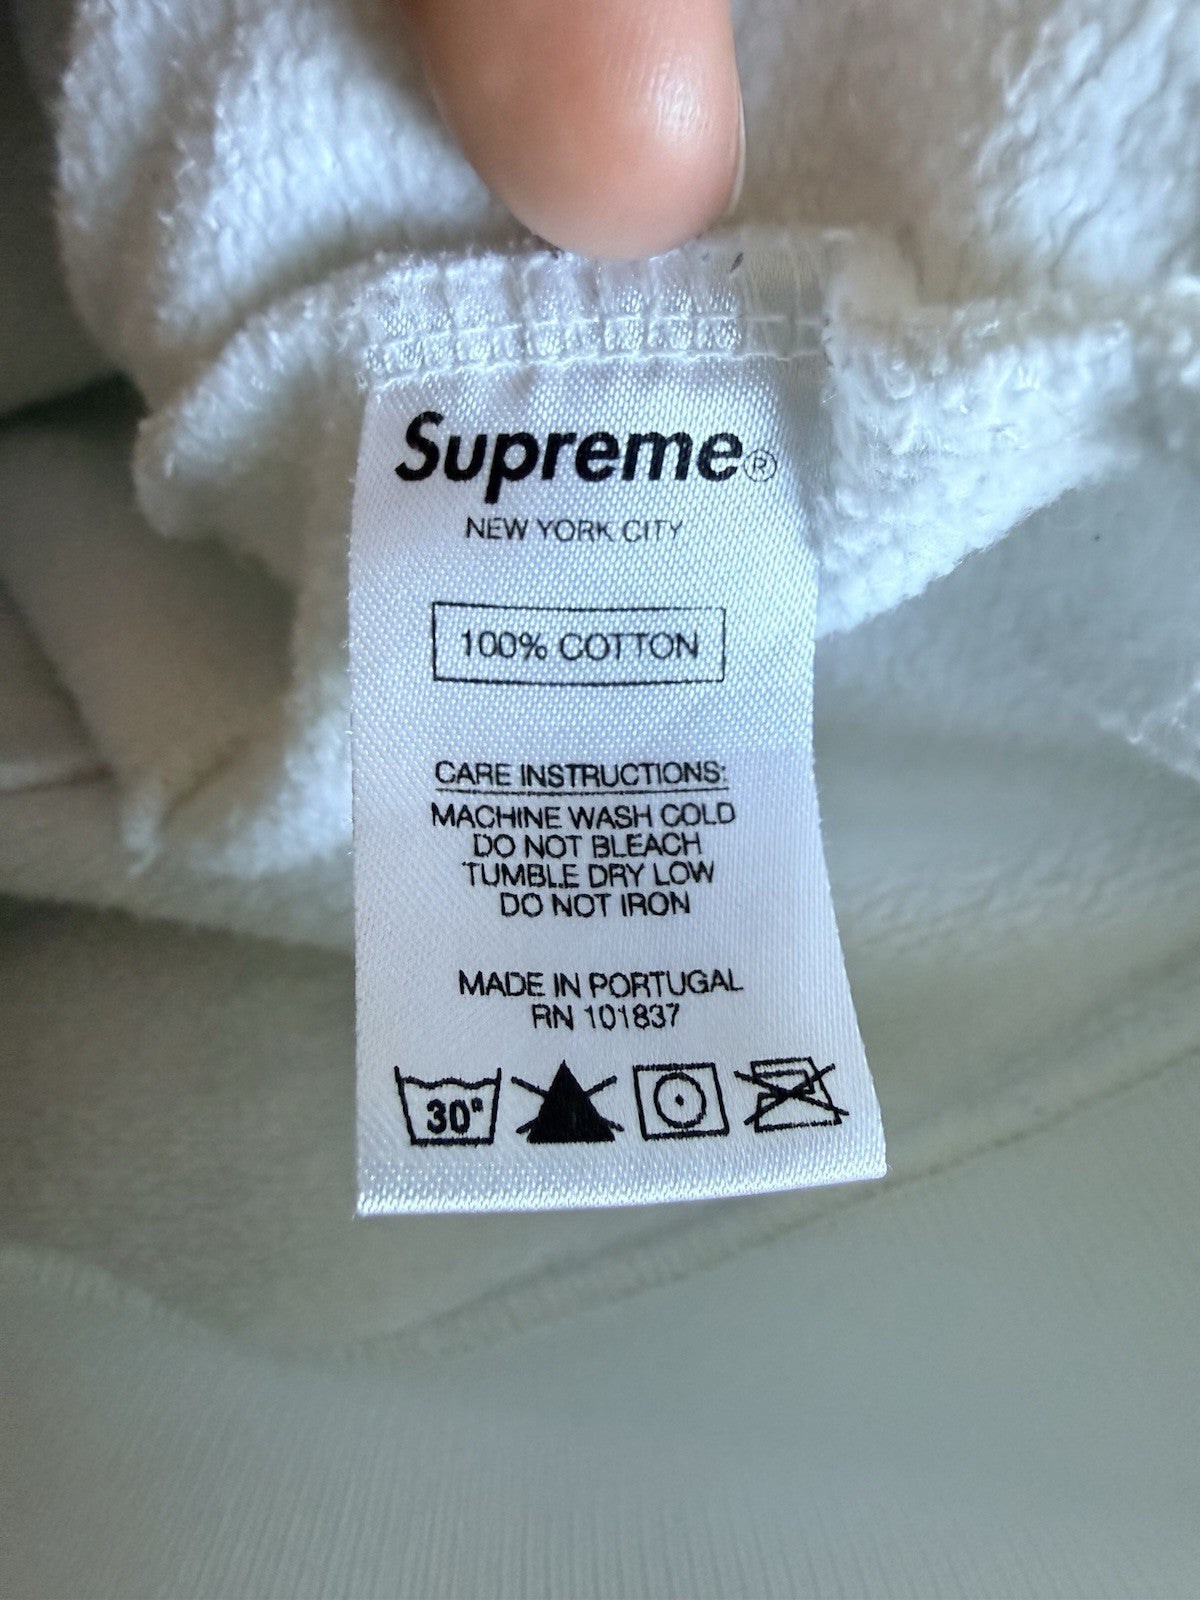 Supreme®
NEW YORK CITY
100% COTTON
CARE INSTRUCTIONS:
MACHINE WASH COLD
DO NOT BLEACH
TUMBLE DRY LOW
DO NOT IRON
MADE IN PORTUGAL
RN 101837
30°